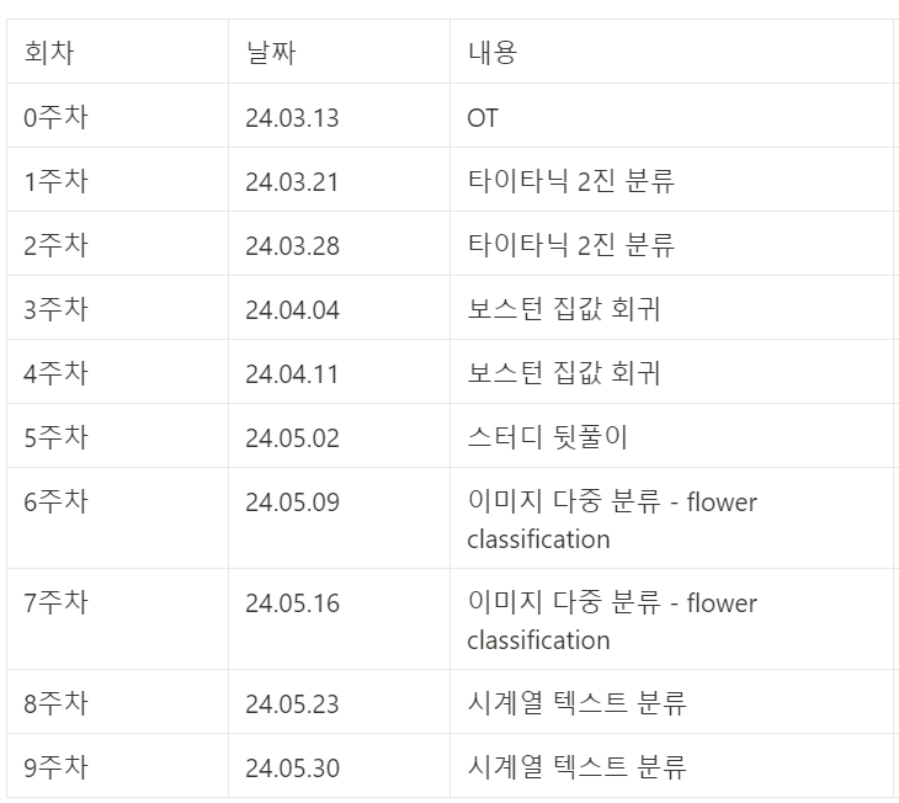 회차 날짜 내용
0주차 24.03.13 OT
1주차 24.03.21 타이타닉 2진 분류
2주차 24.03.28 타이타닉 2진 분류
3주차 24.04.04 보스턴 집값 회귀
4주차 24.04.11 보스턴 집값 회귀
5주차 24.05.02 스터디 뒷풀이
6주차 24.05.09 이미지 다중 분류 - flower
classification
7주차 24.05.16 이미지 다중 분류 - flower
classification
8주차 24.05.23 시계열 텍스트 분류
9주차 24.05.30 시계열 텍스트 분류